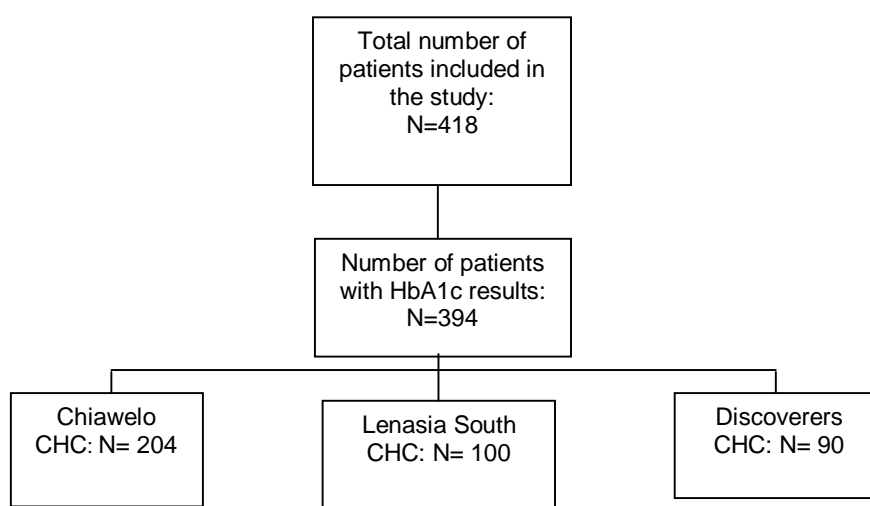 Total number of
patients included in
the study:
N=418
Number of patients
with HbA1c results:
N=394
Chiawelo
CHC: N= 204
Lenasia South
CHC: N= 100
Discoverers
CHC: N= 90